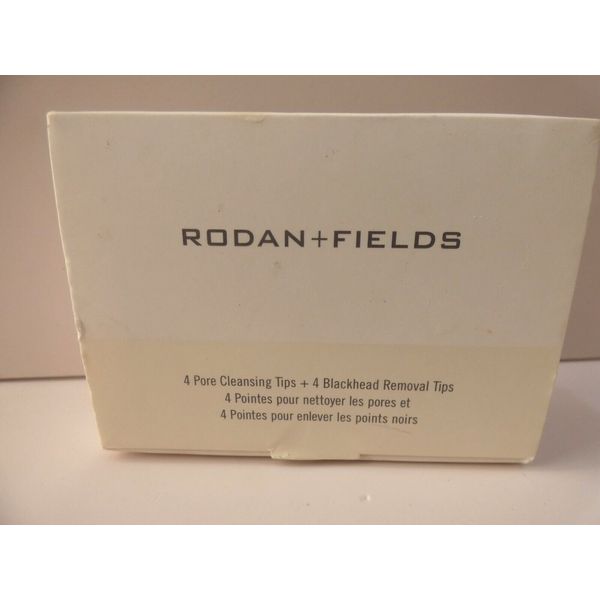 RODAN+FIELDS
4 Pore Cleansing Tips + 4 Blackhead Removal Tips
4 Pointes pour nettoyer les pores et
4 Pointes pour enlever les points noirs